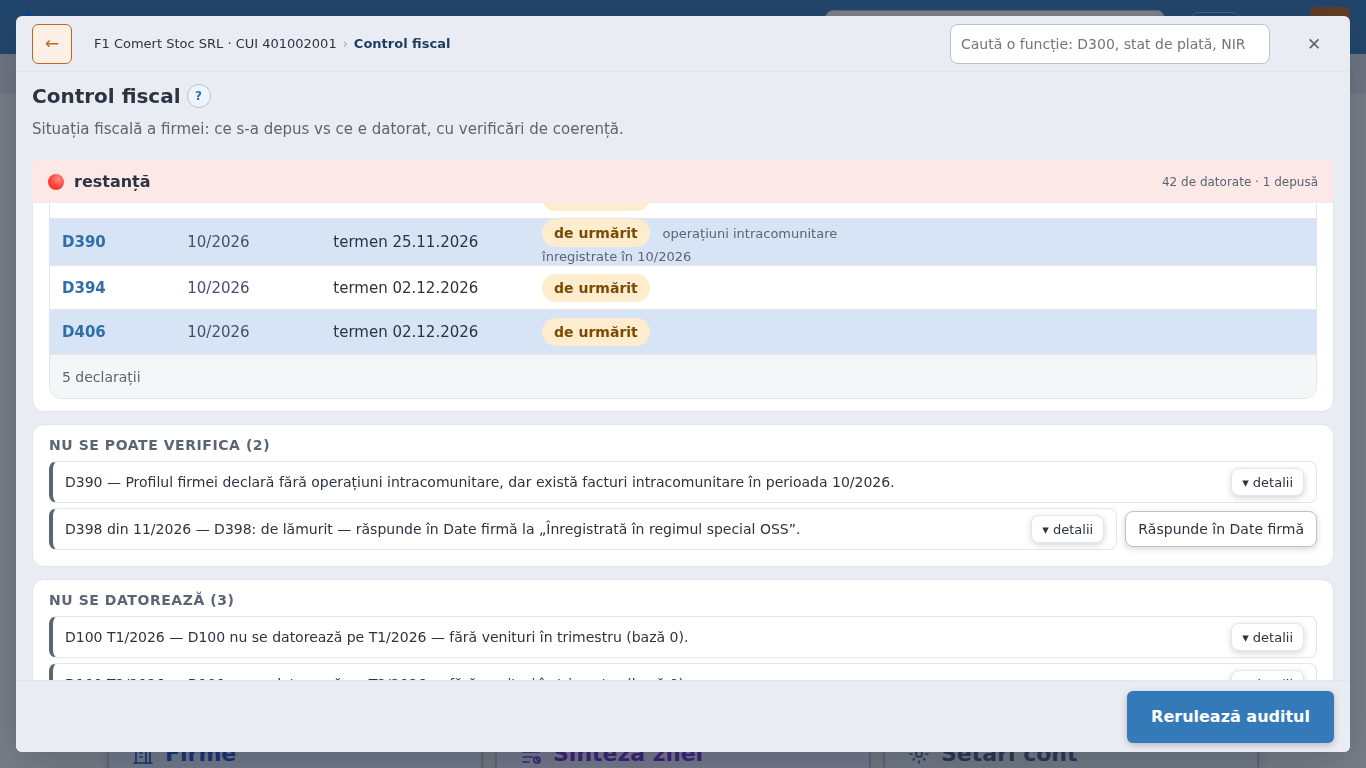 ←
F1 Comert Stoc SRL · CUI 401002001 › Control fiscal
Caută o funcție: D300, stat de plată, NIR
✕
Control fiscal ?
Situația fiscală a firmei: ce s-a depus vs ce e datorat, cu verificări de coerență.
restanță
42 de datorate · 1 depusă
D390 10/2026 termen 25.11.2026 de urmărit operațiuni intracomunitare
înregistrate în 10/2026
D394 10/2026 termen 02.12.2026 de urmărit
D406 10/2026 termen 02.12.2026 de urmărit
5 declarații
NU SE POATE VERIFICA (2)
D390 — Profilul firmei declară fără operațiuni intracomunitare, dar există facturi intracomunitare în perioada 10/2026.
▾ detalii
D398 din 11/2026 — D398: de lămurit — răspunde în Date firmă la „Înregistrată în regimul special OSS”.
▾ detalii
Răspunde în Date firmă
NU SE DATOREAZĂ (3)
D100 T1/2026 — D100 nu se datorează pe T1/2026 — fără venituri în trimestru (bază 0).
▾ detalii
Rerulează auditul
Firme
Sinteza zilei
Setări cont